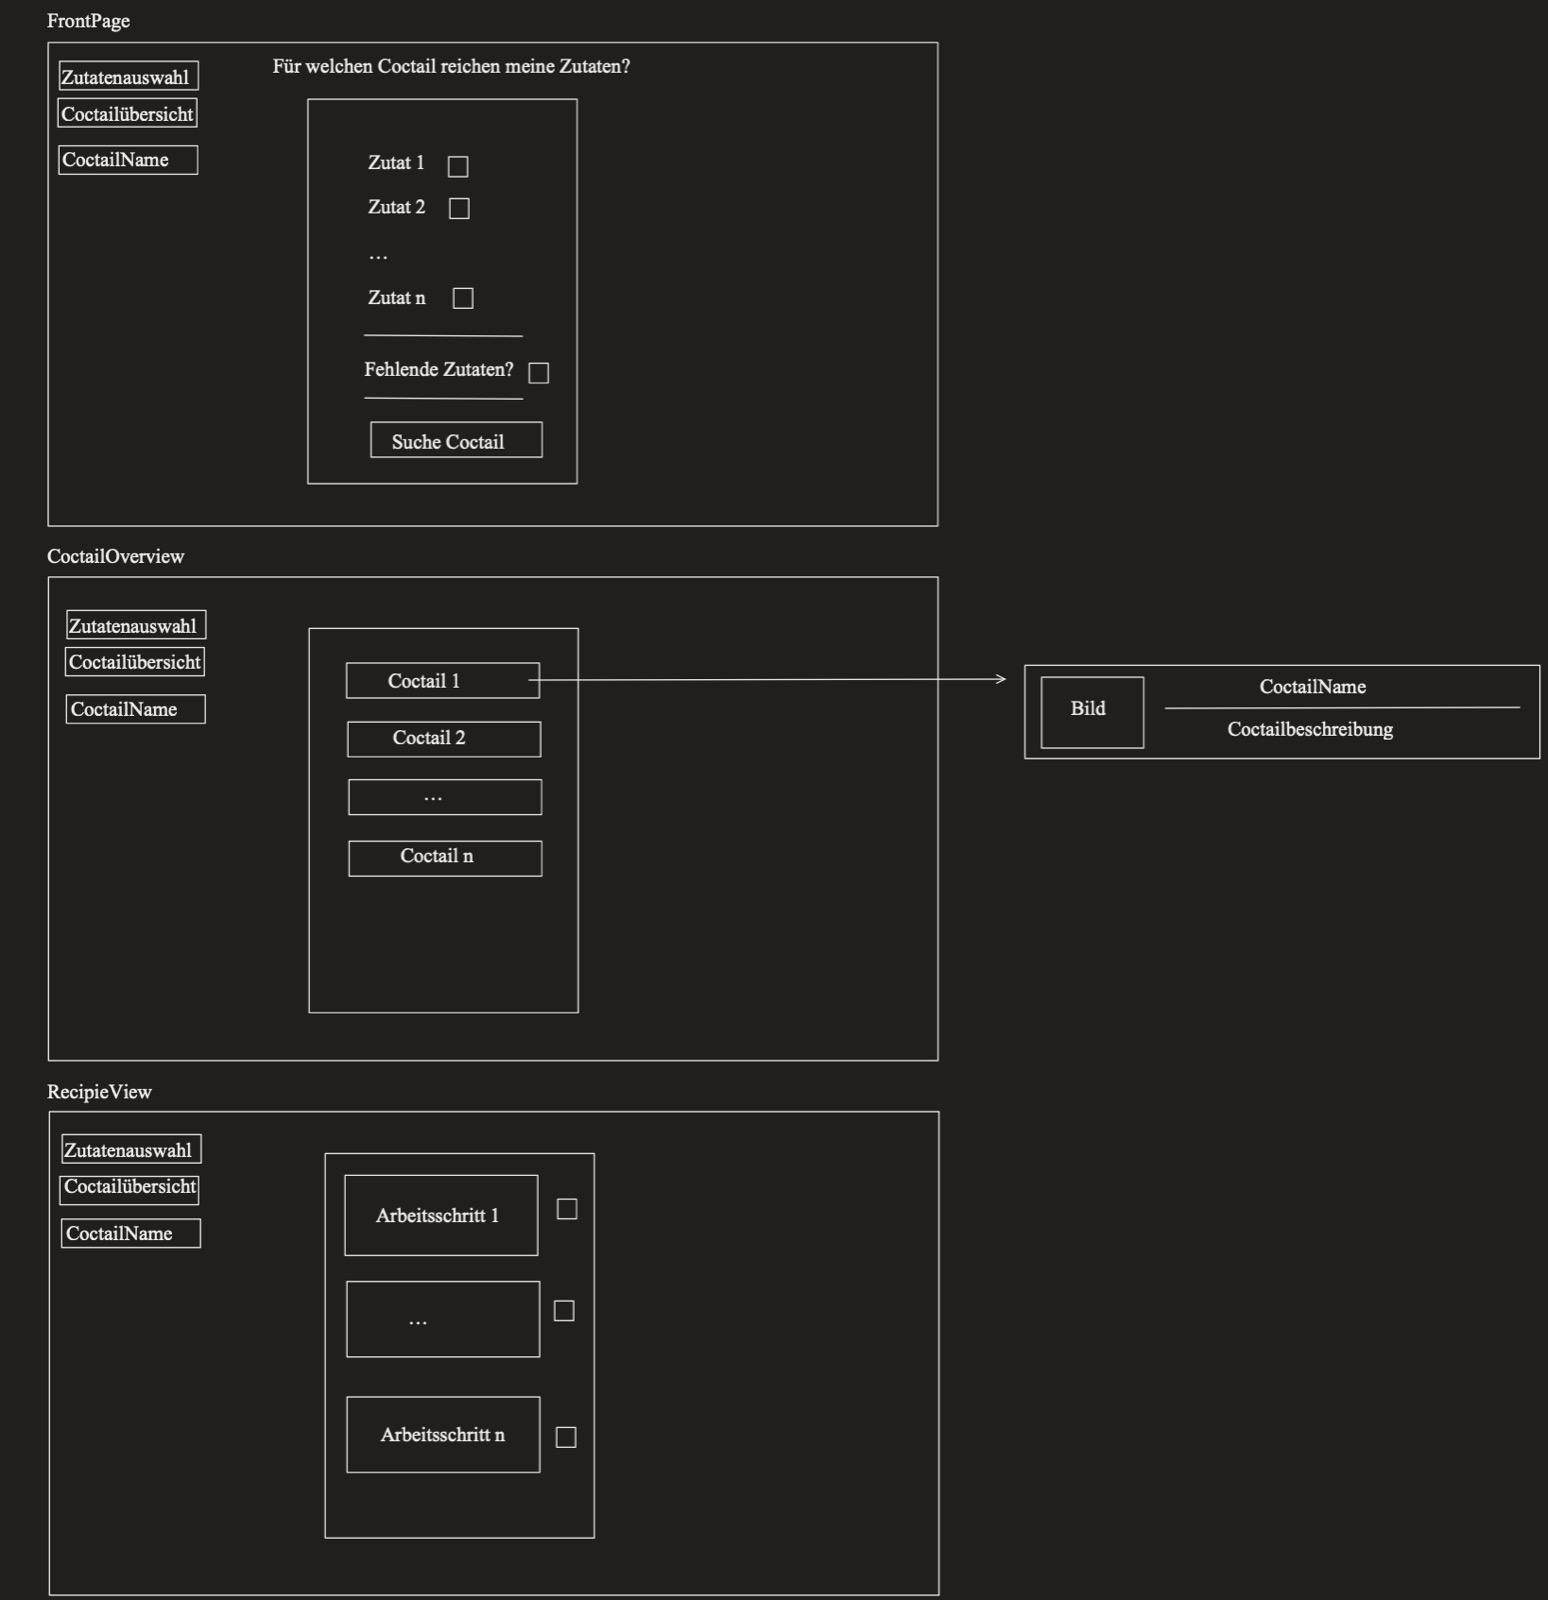 FrontPage
Für welchen Coctail reichen meine Zutaten?
Zutatenauswahl
Coctailübersicht
CoctailName
Zutat 1
Zutat 2
...
Zutat n
Fehlende Zutaten?
Suche Coctail
CoctailOverview
Zutatenauswahl
Coctailübersicht
CoctailName
Coctail 1
Coctail 2
...
Coctail n
Bild
CoctailName
Coctailbeschreibung
RecipieView
Zutatenauswahl
Coctailübersicht
CoctailName
Arbeitsschritt 1
...
Arbeitsschritt n